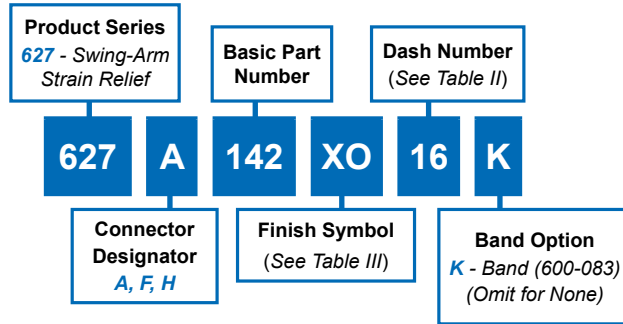 Product Series
627 - Swing-Arm
Strain Relief
Basic Part
Number
Dash Number
(See Table II)
627 A 142 XO 16 K
Connector
Designator
A, F, H
Finish Symbol
(See Table III)
Band Option
K - Band (600-083)
(Omit for None)